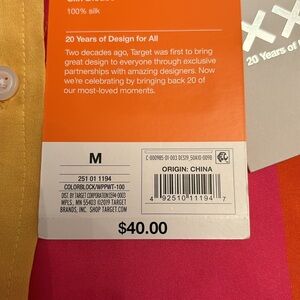 100% silk
20 Years of Design for All
Two decades ago, Target was first to bring
great design to everyone through exclusive
partnerships with amazing designers. Now
we're celebrating by bringing back 20 of
our most-loved moments.
XX
20 Years of
M
251 01 1194
COLORBLOCK/WPPWT-100
DIST. BY TARGET CORPORATION
MPLS., MN 55403 ©2019 TARGET
BRANDS, INC. SHOP TARGET.COM
ORIGIN: CHINA
4 92510 11194 7
$40.00